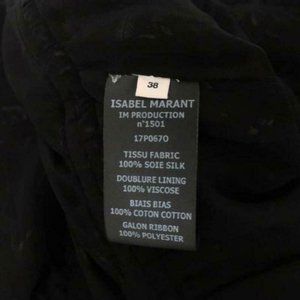 38
ISABEL MARANT
IM PRODUCTION
n°1501
17P0670
TISSU FABRIC
100% SOIE SILK
DOUBLURE LINING
100% VISCOSE
BIAIS BIAS
100% COTON COTTON
GALON RIBBON
100% POLYESTER